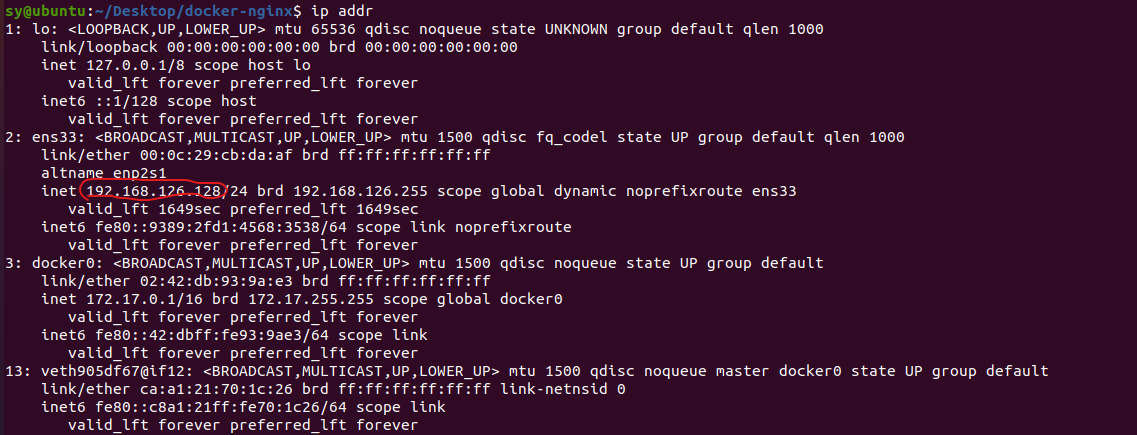 sy@ubuntu:~/Desktop/docker-nginx$ ip addr
1: lo: <LOOPBACK,UP,LOWER_UP> mtu 65536 qdisc noqueue state UNKNOWN group default qlen 1000
    link/loopback 00:00:00:00:00:00 brd 00:00:00:00:00:00
    inet 127.0.0.1/8 scope host lo
       valid_lft forever preferred_lft forever
    inet6 ::1/128 scope host
       valid_lft forever preferred_lft forever
2: ens33: <BROADCAST,MULTICAST,UP,LOWER_UP> mtu 1500 qdisc fq_codel state UP group default qlen 1000
    link/ether 00:0c:29:cb:da:af brd ff:ff:ff:ff:ff:ff
    altname enp2s1
    inet 192.168.126.128/24 brd 192.168.126.255 scope global dynamic noprefixroute ens33
       valid_lft 1649sec preferred_lft 1649sec
    inet6 fe80::9389:2fd1:4568:3538/64 scope link noprefixroute
       valid_lft forever preferred_lft forever
3: docker0: <BROADCAST,MULTICAST,UP,LOWER_UP> mtu 1500 qdisc noqueue state UP group default
    link/ether 02:42:db:93:9a:e3 brd ff:ff:ff:ff:ff:ff
    inet 172.17.0.1/16 brd 172.17.255.255 scope global docker0
       valid_lft forever preferred_lft forever
    inet6 fe80::42:dbff:fe93:9ae3/64 scope link
       valid_lft forever preferred_lft forever
13: veth905df67@if12: <BROADCAST,MULTICAST,UP,LOWER_UP> mtu 1500 qdisc noqueue master docker0 state UP group default
    link/ether ca:a1:21:70:1c:26 brd ff:ff:ff:ff:ff:ff link-netnsid 0
    inet6 fe80::c8a1:21ff:fe70:1c26/64 scope link
       valid_lft forever preferred_lft forever